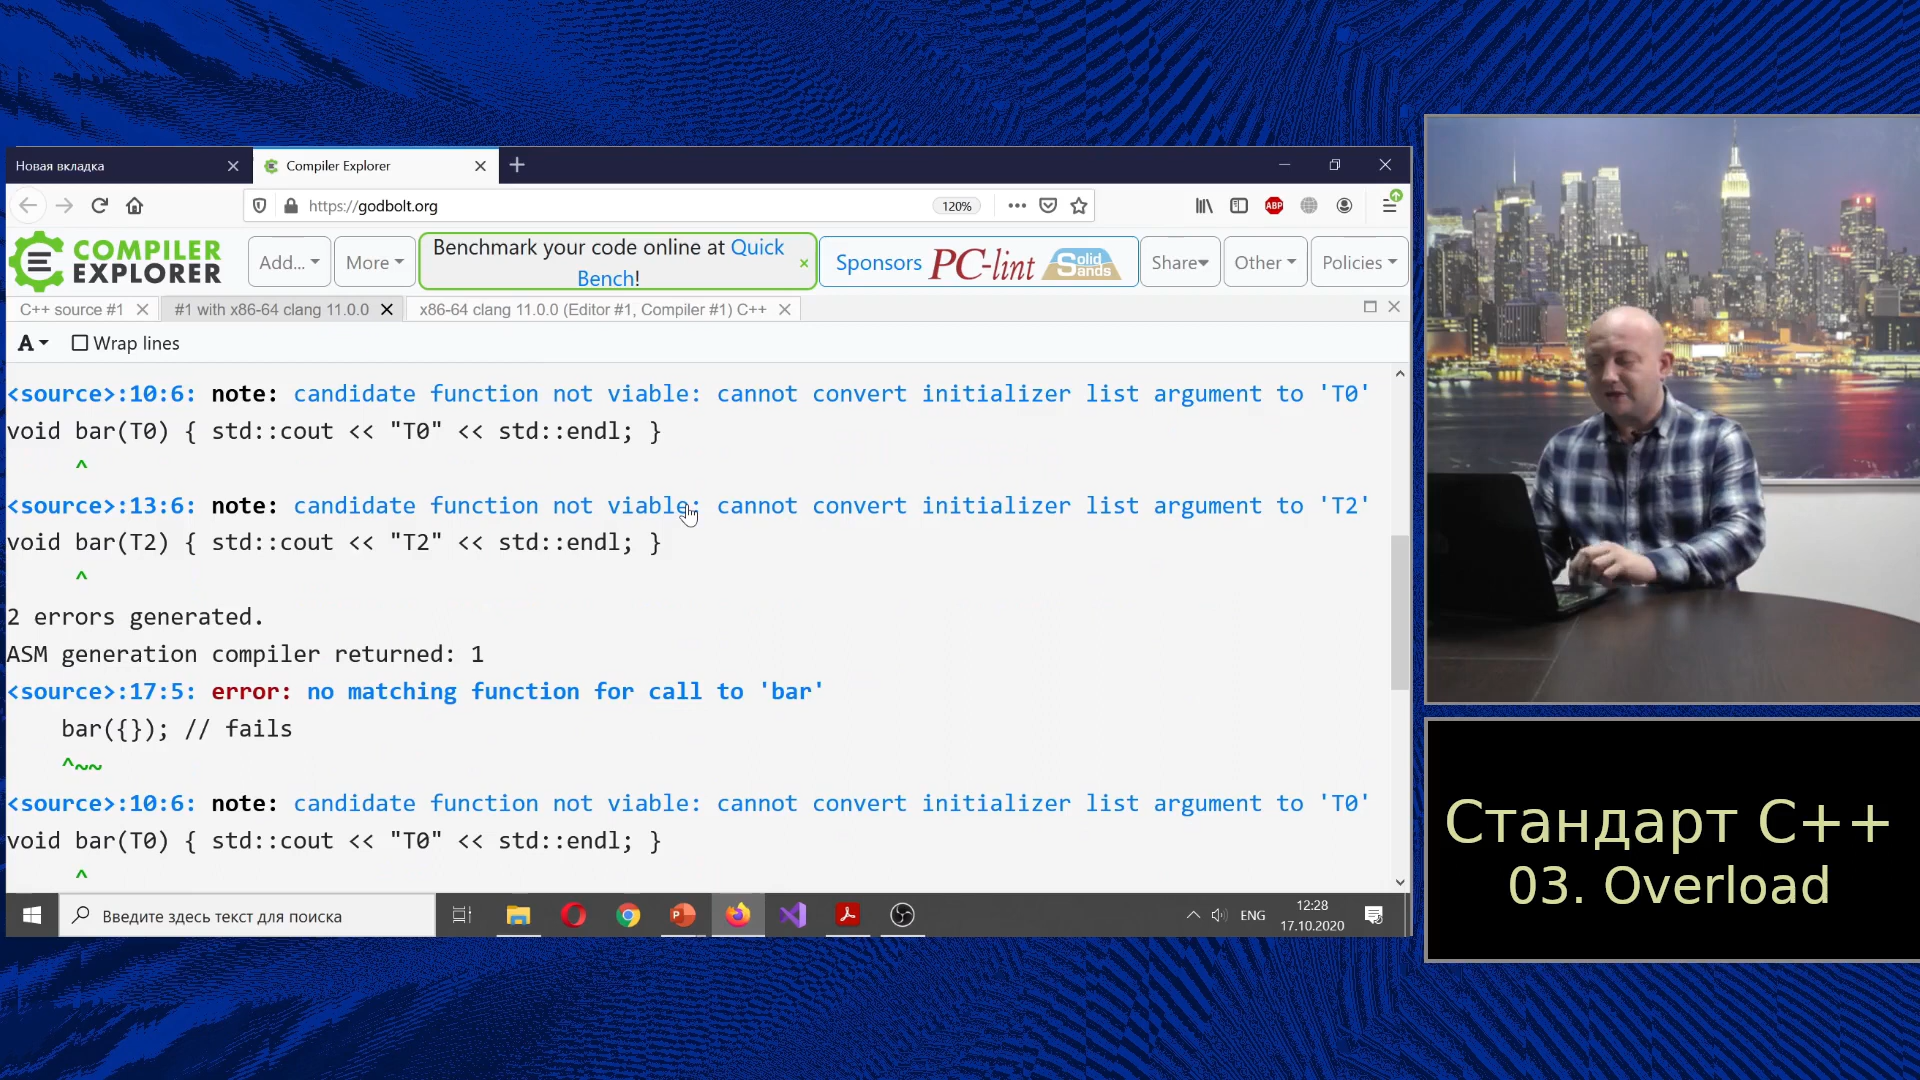 Новая вкладка
Compiler Explorer
https://godbolt.org
120%
ABP
COMPILER
EXPLORER
Add...
More
Benchmark your code online at Quick
Bench!
Sponsors
PC-lint
Solid
Sands
Share
Other
Policies
C++ source #1
#1 with x86-64 clang 11.0.0
x86-64 clang 11.0.0 (Editor #1, Compiler #1) C++
A
Wrap lines
<source>:10:6: note: candidate function not viable: cannot convert initializer list argument to 'T0'
void bar(T0) { std::cout << "T0" << std::endl; }
^
<source>:13:6: note: candidate function not viable: cannot convert initializer list argument to 'T2'
void bar(T2) { std::cout << "T2" << std::endl; }
^
2 errors generated.
ASM generation compiler returned: 1
<source>:17:5: error: no matching function for call to 'bar'
bar({}); // fails
^~~
<source>:10:6: note: candidate function not viable: cannot convert initializer list argument to 'T0'
void bar(T0) { std::cout << "T0" << std::endl; }
^
Введите здесь текст для поиска
ENG
12:28
17.10.2020
Стандарт C++
03. Overload